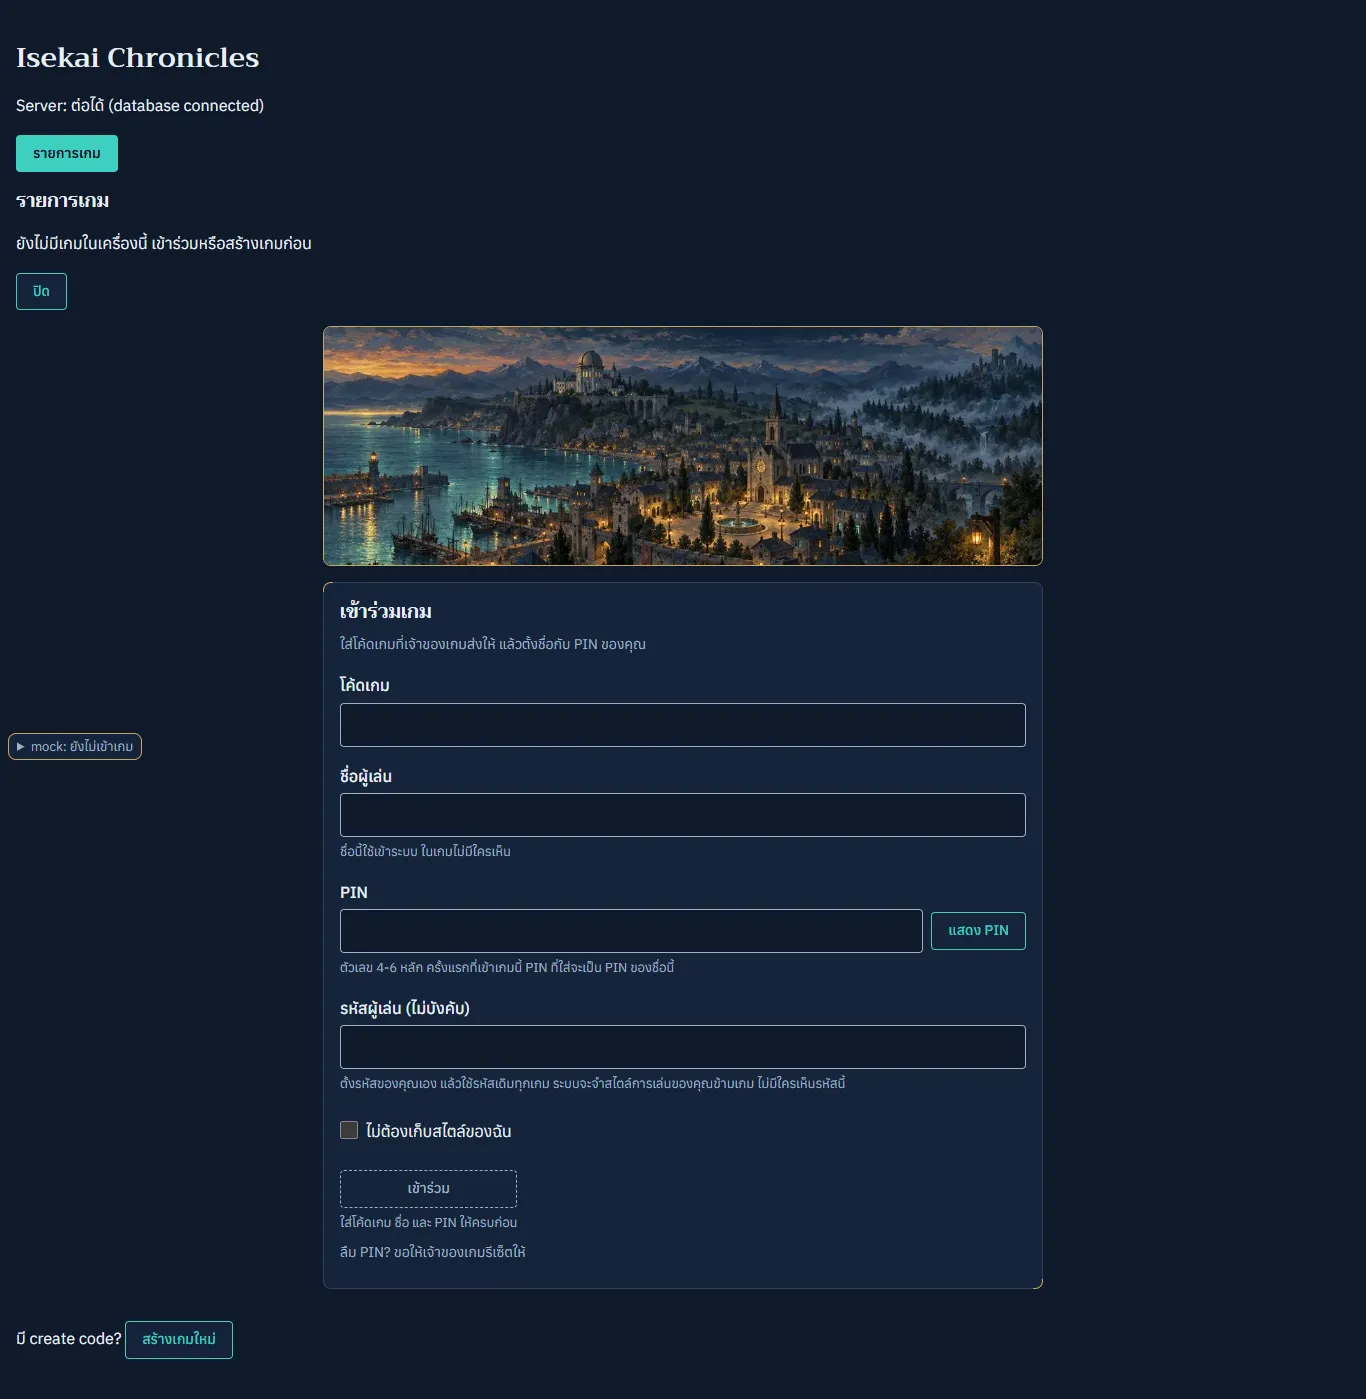 Isekai Chronicles
Server: ต่อได้ (database connected)
รายการเกม
รายการเกม
ยังไม่มีเกมในเครื่องนี้ เข้าร่วมหรือสร้างเกมก่อน
ปิด
เข้าร่วมเกม
ใส่โค้ดเกมที่เจ้าของเกมส่งให้ แล้วตั้งชื่อกับ PIN ของคุณ
โค้ดเกม
mock: ยังไม่เข้าเกม
ชื่อผู้เล่น
ชื่อนี้ใช้เข้าระบบ ในเกมไม่มีใครเห็น
PIN
แสดง PIN
ตัวเลข 4-6 หลัก ครั้งแรกที่เข้าเกมนี้ PIN ที่ใส่จะเป็น PIN ของชื่อนี้
รหัสผู้เล่น (ไม่บังคับ)
ตั้งรหัสของคุณเอง แล้วใช้รหัสเดิมทุกเกม ระบบจะจำสไตล์การเล่นของคุณข้ามเกม ไม่มีใครเห็นรหัสนี้
ไม่ต้องเก็บสไตล์ของฉัน
เข้าร่วม
ใส่โค้ดเกม ชื่อ และ PIN ให้ครบก่อน
ลืม PIN? ขอให้เจ้าของเกมรีเซ็ตให้
มี create code? สร้างเกมใหม่